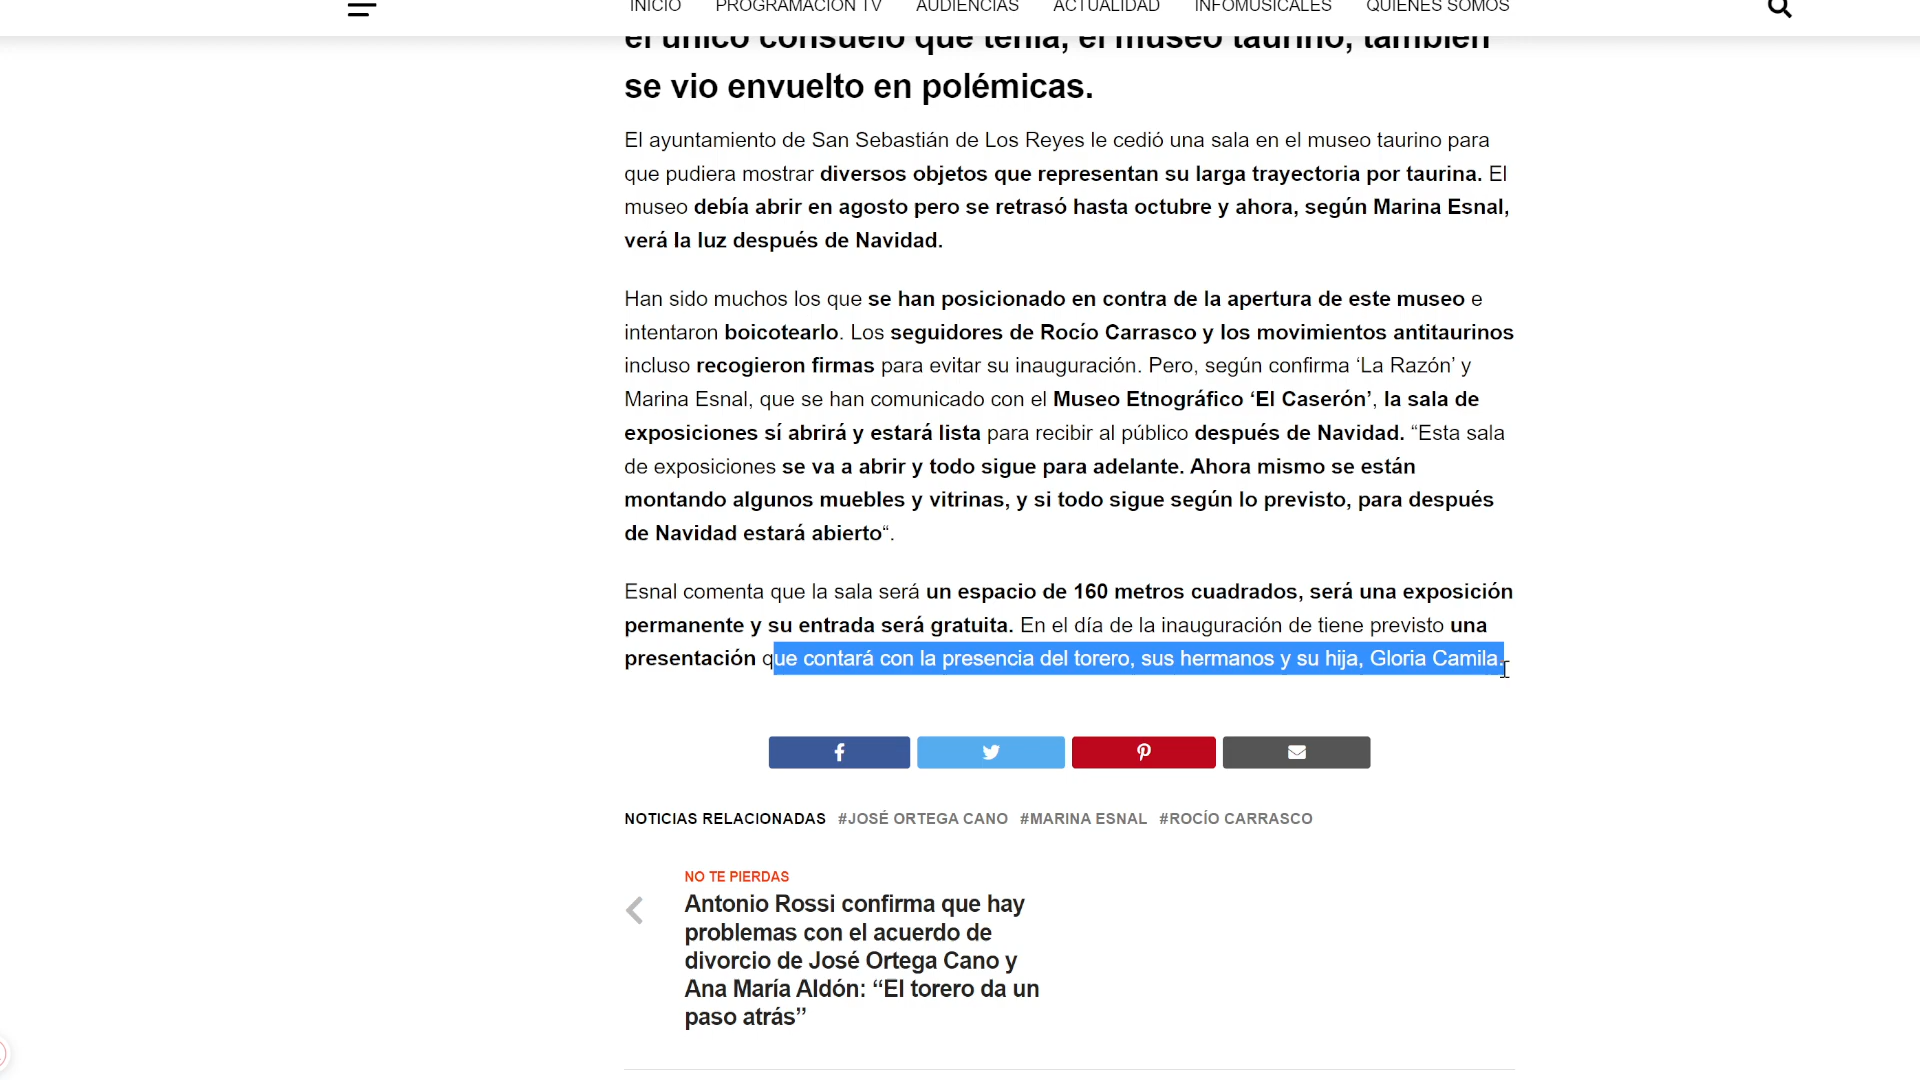 INICIO PROGRAMACIÓN TV AUDIENCIAS ACTUALIDAD INFOMUSICALES QUIÉNES SOMOS
el único consuelo que tenía, el museo taurino, también
se vio envuelto en polémicas.
El ayuntamiento de San Sebastián de Los Reyes le cedió una sala en el museo taurino para
que pudiera mostrar diversos objetos que representan su larga trayectoria por taurina. El
museo debía abrir en agosto pero se retrasó hasta octubre y ahora, según Marina Esnal,
verá la luz después de Navidad.
Han sido muchos los que se han posicionado en contra de la apertura de este museo e
intentaron boicotearlo. Los seguidores de Rocío Carrasco y los movimientos antitaurinos
incluso recogieron firmas para evitar su inauguración. Pero, según confirma ‘La Razón’ y
Marina Esnal, que se han comunicado con el Museo Etnográfico ‘El Caserón’, la sala de
exposiciones sí abrirá y estará lista para recibir al público después de Navidad. “Esta sala
de exposiciones se va a abrir y todo sigue para adelante. Ahora mismo se están
montando algunos muebles y vitrinas, y si todo sigue según lo previsto, para después
de Navidad estará abierto“.
Esnal comenta que la sala será un espacio de 160 metros cuadrados, será una exposición
permanente y su entrada será gratuita. En el día de la inauguración de tiene previsto una
presentación que contará con la presencia del torero, sus hermanos y su hija, Gloria Camila.
NOTICIAS RELACIONADAS #JOSÉ ORTEGA CANO #MARINA ESNAL #ROCÍO CARRASCO
NO TE PIERDAS
Antonio Rossi confirma que hay
problemas con el acuerdo de
divorcio de José Ortega Cano y
Ana María Aldón: “El torero da un
paso atrás”